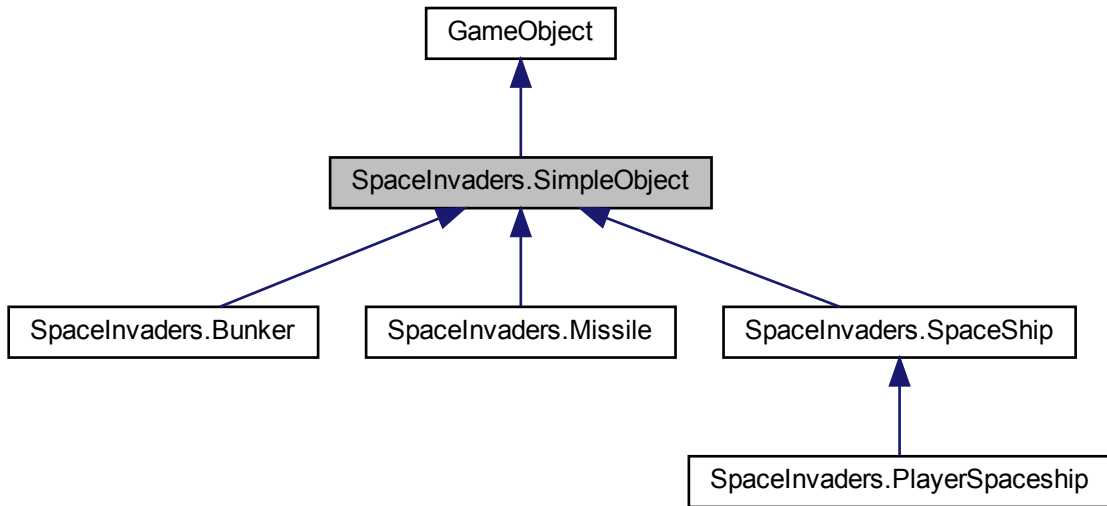 GameObject
SpaceInvaders.SimpleObject
SpaceInvaders.Bunker
SpaceInvaders.Missile
SpaceInvaders.SpaceShip
SpaceInvaders.PlayerSpaceship